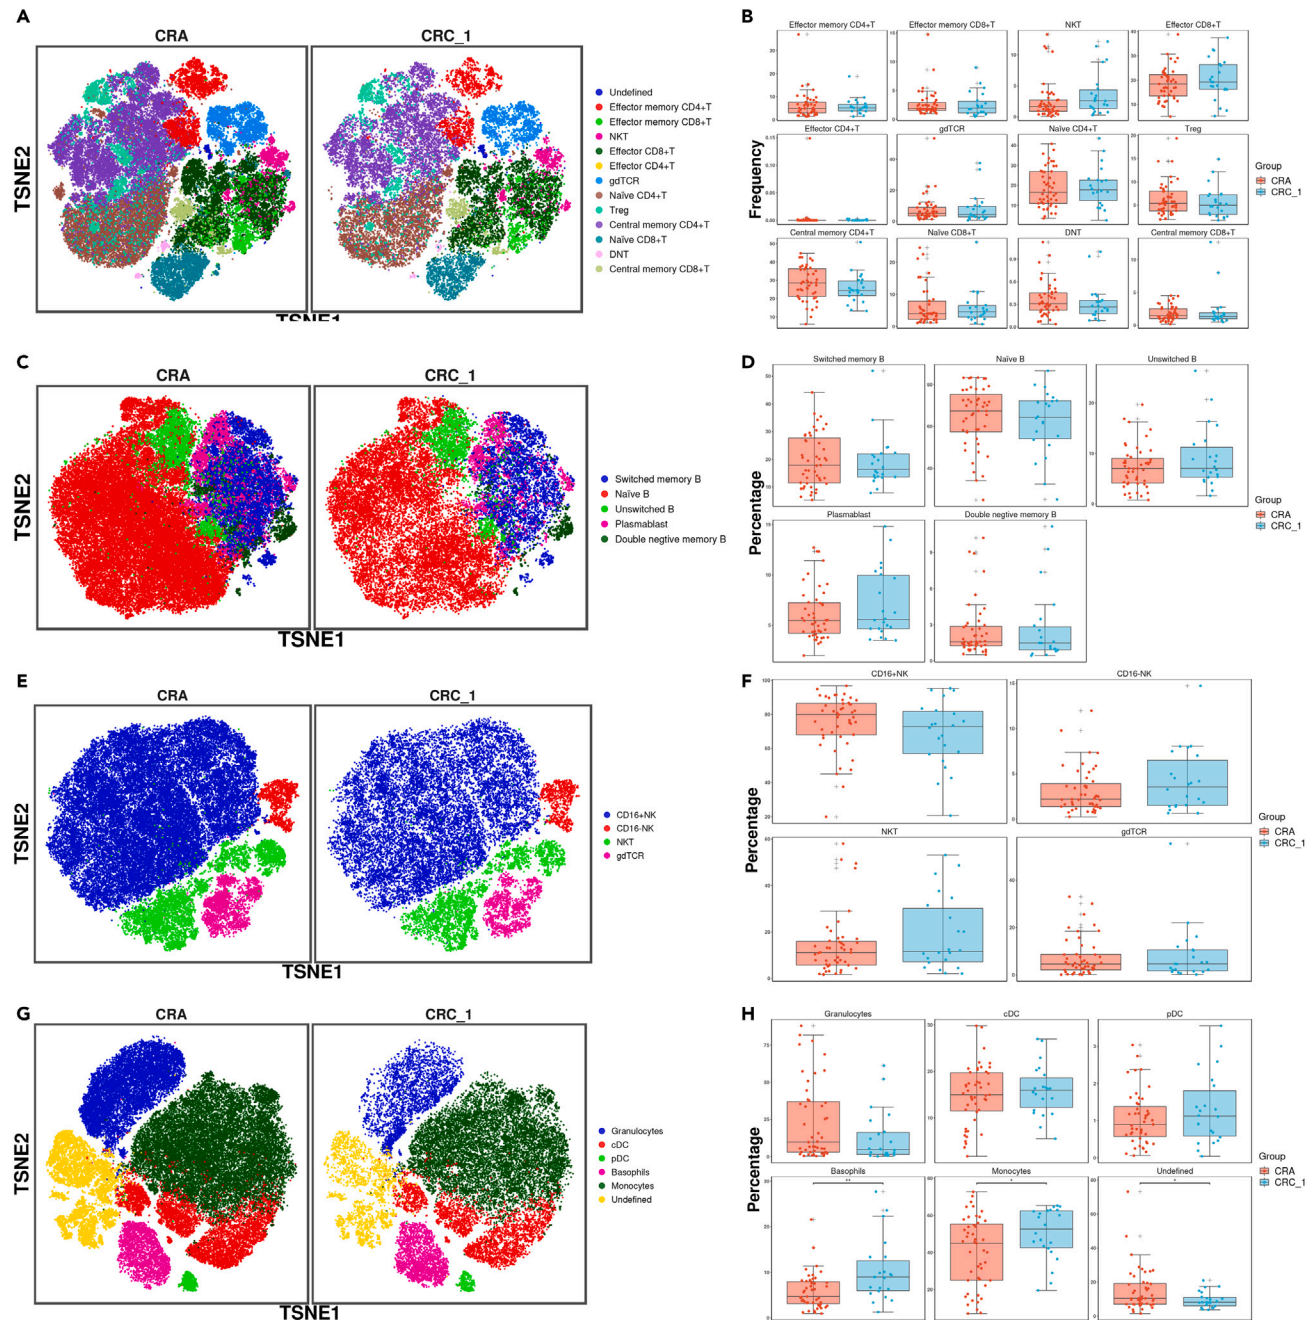 A
CRA
CRC_1
TSNE2
TSNE1
Undefined
Effector memory CD4+T
Effector memory CD8+T
NKT
Effector CD8+T
Effector CD4+T
gdTCR
Naïve CD4+T
Treg
Central memory CD4+T
Naïve CD8+T
DNT
Central memory CD8+T
B
Effector memory CD4+T
Effector memory CD8+T
NKT
Effector CD8+T
Effector CD4+T
gdTCR
Naïve CD4+T
Treg
Central memory CD4+T
Naïve CD8+T
DNT
Central memory CD8+T
Frequency
Group
CRA
CRC_1
C
CRA
CRC_1
TSNE2
TSNE1
Switched memory B
Naïve B
Unswitched B
Plasmablast
Double negtive memory B
D
Switched memory B
Naïve B
Unswitched B
Plasmablast
Double negtive memory B
Percentage
Group
CRA
CRC_1
E
CRA
CRC_1
TSNE2
TSNE1
CD16+NK
CD16-NK
NKT
gdTCR
F
CD16+NK
CD16-NK
NKT
gdTCR
Percentage
Group
CRA
CRC_1
G
CRA
CRC_1
TSNE2
TSNE1
Granulocytes
cDC
pDC
Basophils
Monocytes
Undefined
H
Granulocytes
cDC
pDC
Basophils
Monocytes
Undefined
**
*
*
Percentage
Group
CRA
CRC_1